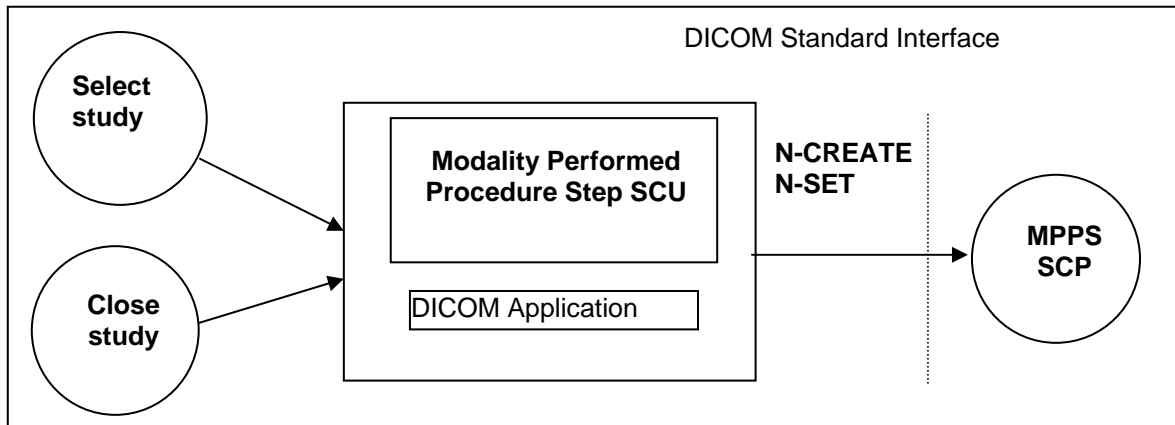 DICOM Standard Interface
Select
study
Modality Performed
Procedure Step SCU
N-CREATE
N-SET
MPPS
SCP
Close
study
DICOM Application